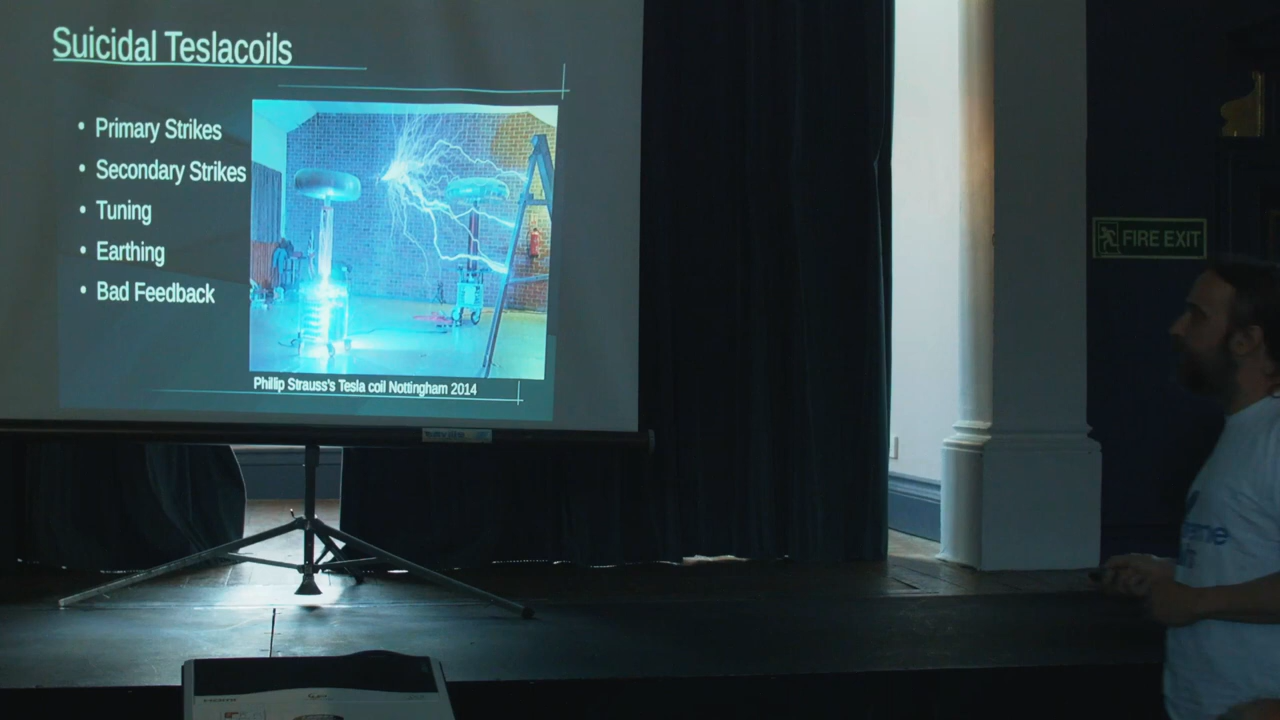 Suicidal Teslacoils
• Primary Strikes
• Secondary Strikes
• Tuning
• Earthing
• Bad Feedback
Phillip Strauss's Tesla coil Nottingham 2014
FIRE EXIT